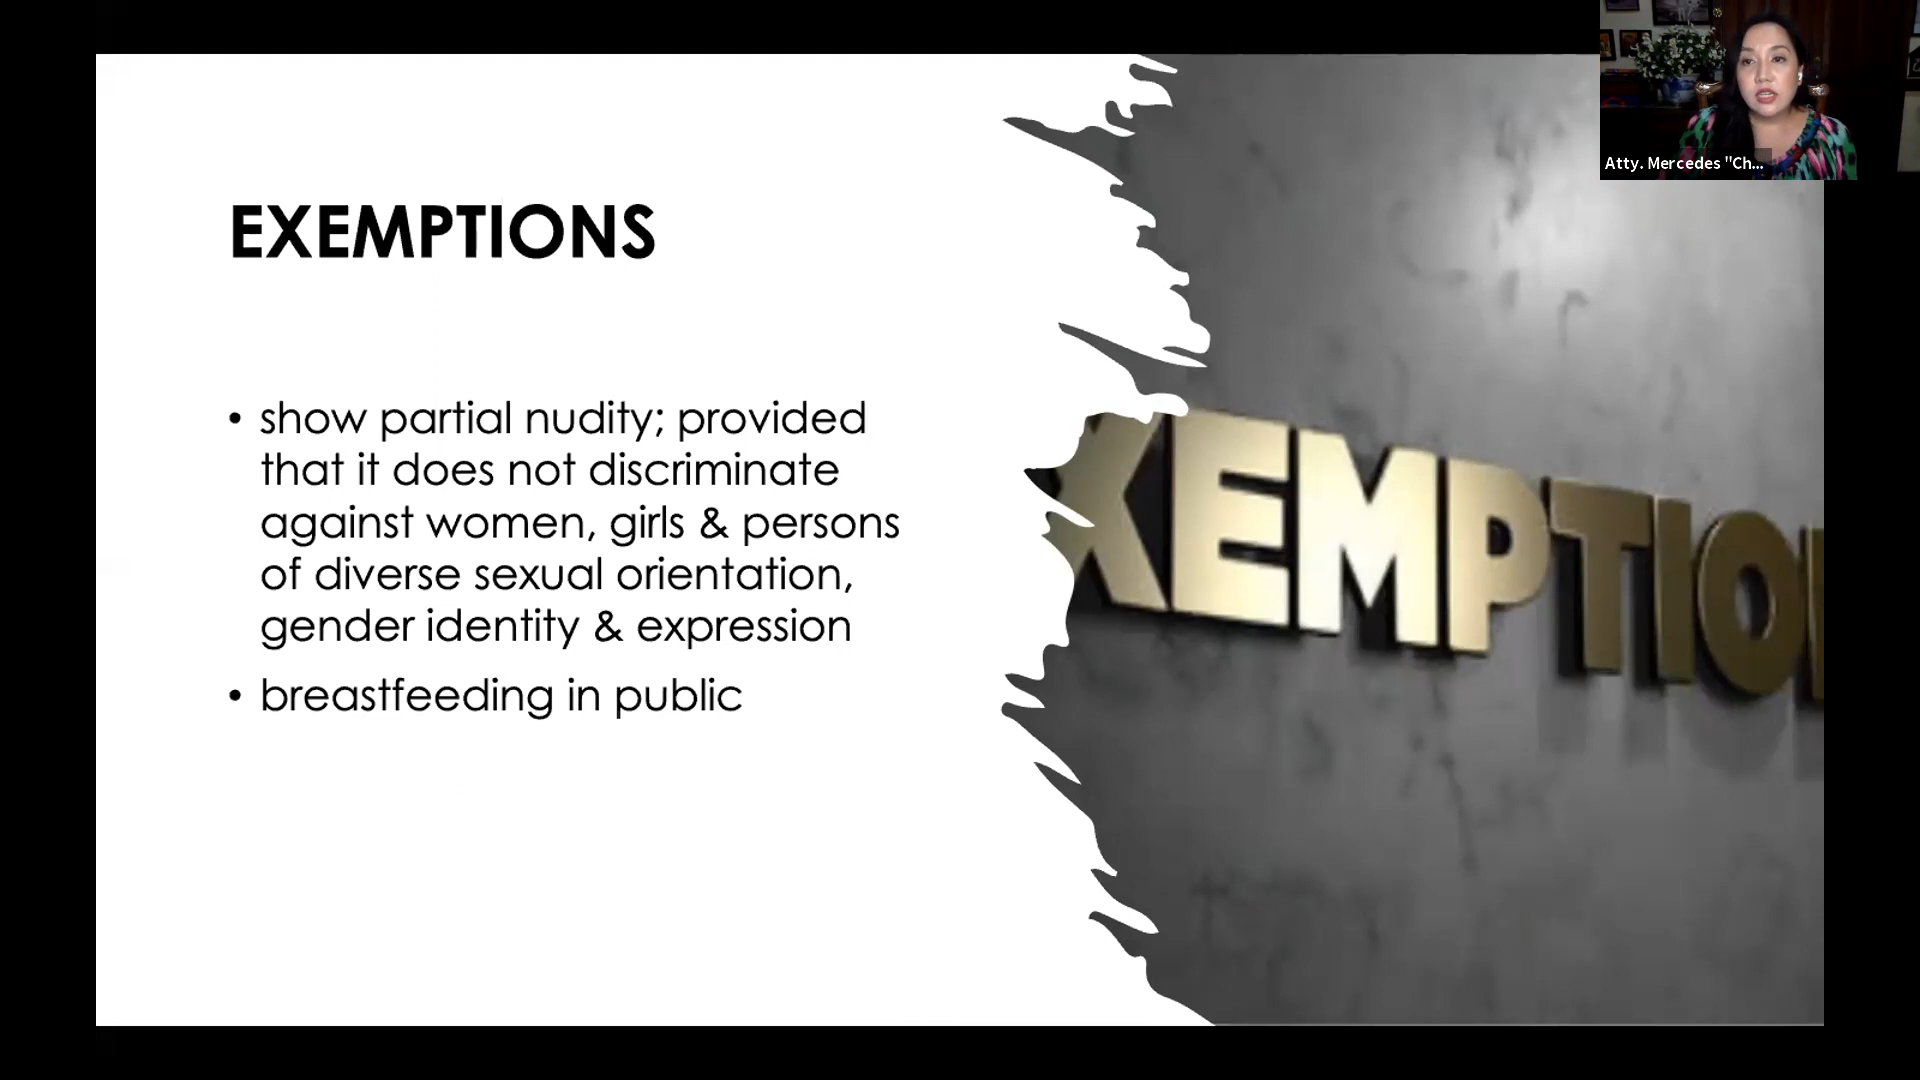 Atty. Mercedes "Ch...
EXEMPTIONS
• show partial nudity; provided
that it does not discriminate
against women, girls & persons
of diverse sexual orientation,
gender identity & expression
• breastfeeding in public
XEMPTION